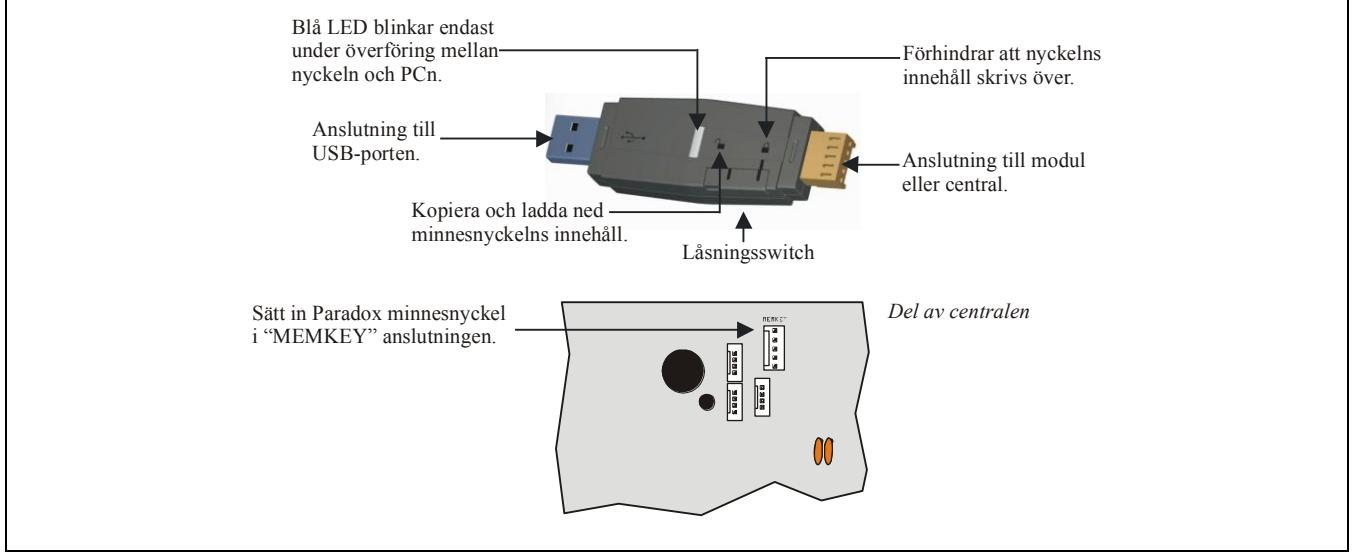 Blå LED blinkar endast
under överföring mellan
nyckeln och PCn.
Förhindrar att nyckelns
innehåll skrivs över.
Anslutning till
USB-porten.
Anslutning till modul
eller central.
Kopiera och ladda ned
minnesnyckelns innehåll.
Låsningsswitch
Sätt in Paradox minnesnyckel
i “MEMKEY” anslutningen.
MEMKEY
Del av centralen